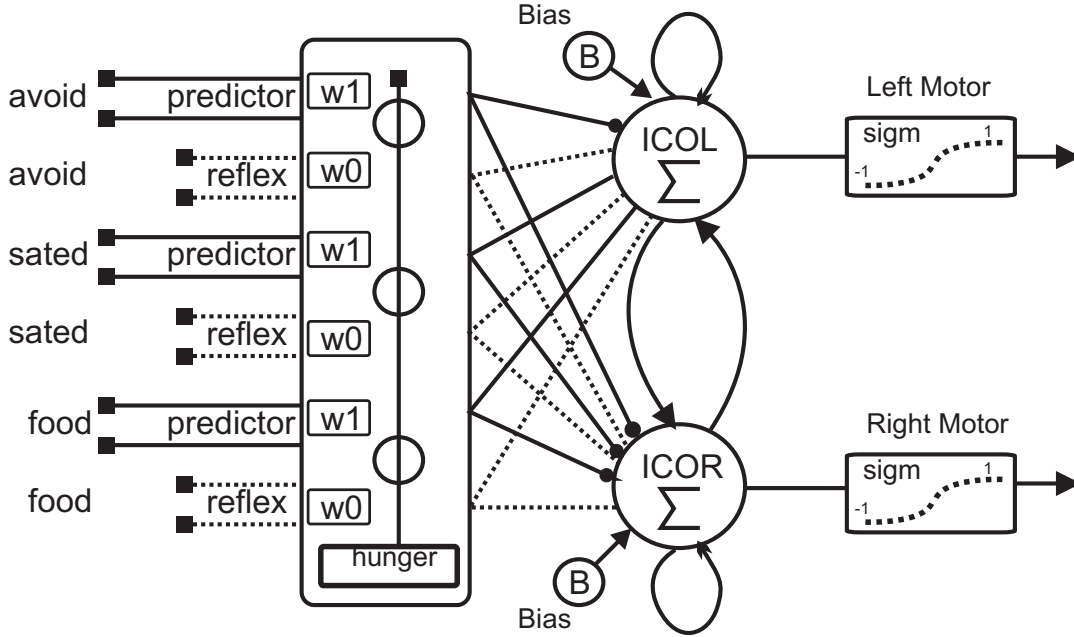 Bias
B
avoid
predictor
w1
avoid
reflex
w0
sated
predictor
w1
sated
reflex
w0
food
predictor
w1
food
reflex
w0
hunger
ICOL
Σ
Left Motor
sigm
1
-1
ICOR
Σ
Right Motor
sigm
1
-1
B
Bias